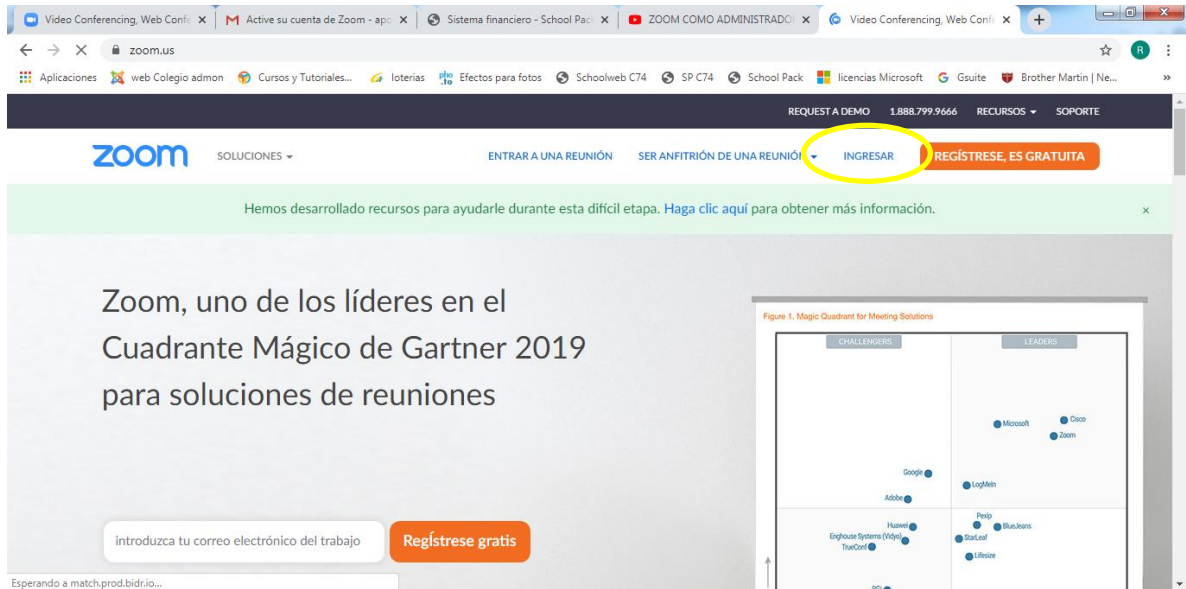 Video Conferencing, Web Confe
Active su cuenta de Zoom - apo
Sistema financiero - School Pack
ZOOM COMO ADMINISTRADO
Video Conferencing, Web Confe
zoom.us
R
Aplicaciones
web Colegio admon
Cursos y Tutoriales...
loterias
pho.to
Efectos para fotos
Schoolweb C74
SP C74
School Pack
licencias Microsoft
Gsuite
Brother Martin | Ne...
REQUEST A DEMO 1.888.799.9666 RECURSOS SOPORTE
zoom SOLUCIONES ENTRAR A UNA REUNIÓN SER ANFITRIÓN DE UNA REUNIÓN INGRESAR REGÍSTRESE, ES GRATUITA
Hemos desarrollado recursos para ayudarle durante esta difícil etapa. Haga clic aquí para obtener más información.
Zoom, uno de los líderes en el
Cuadrante Mágico de Gartner 2019
para soluciones de reuniones
introduzca tu correo electrónico del trabajo
Regístrese gratis
Figure 1. Magic Quadrant for Meeting Solutions
CHALLENGERS
LEADERS
Microsoft
Cisco
Zoom
Google
LogMeIn
Adobe
Huawei
Pexip
BlueJeans
Enghouse Systems (Vidyo)
StarLeaf
TrueConf
Lifesize
Esperando a match.prod.bidr.io...